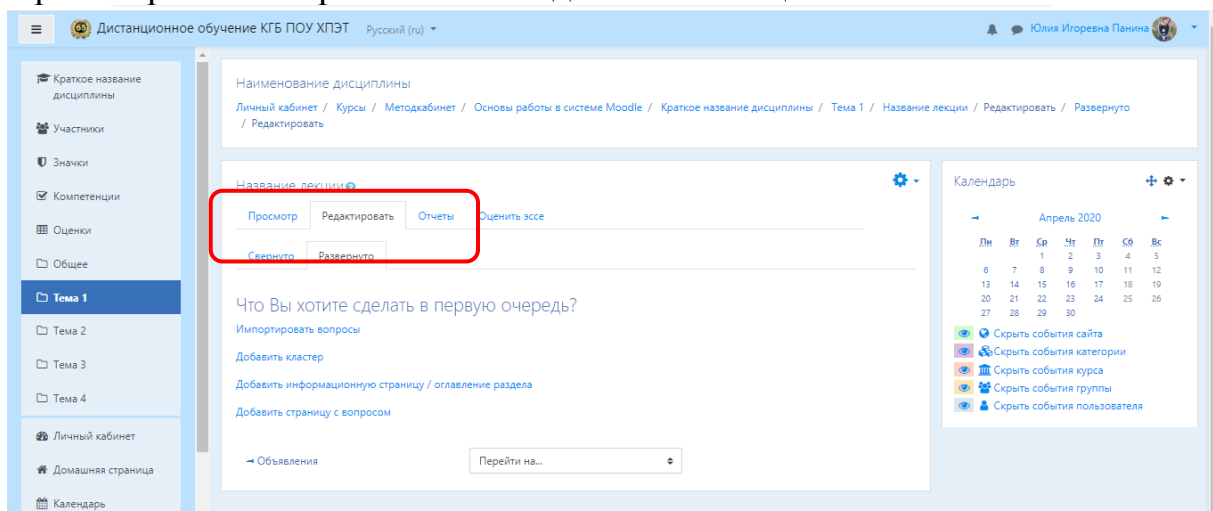 Дистанционное обучение КГБ ПОУ ХПЭТ Русский (ru)
Юлия Игоревна Панина
Краткое название
дисциплины
Участники
Значки
Компетенции
Оценки
Общее
Тема 1
Тема 2
Тема 3
Тема 4
Личный кабинет
Домашняя страница
Календарь
Наименование дисциплины
Личный кабинет / Курсы / Методкабинет / Основы работы в системе Moodle / Краткое название дисциплины / Тема 1 / Название лекции / Редактировать / Развернуто
/ Редактировать
Название лекции
Просмотр Редактировать Отчеты Оценить эссе
Свернуто Развернуто
Что Вы хотите сделать в первую очередь?
Импортировать вопросы
Добавить кластер
Добавить информационную страницу / оглавление раздела
Добавить страницу с вопросом
Объявления
Перейти на...
Календарь
Апрель 2020
Пн Вт Ср Чт Пт Сб Вс
1 2 3 4 5
6 7 8 9 10 11 12
13 14 15 16 17 18 19
20 21 22 23 24 25 26
27 28 29 30
Скрыть события сайта
Скрыть события категории
Скрыть события курса
Скрыть события группы
Скрыть события пользователя